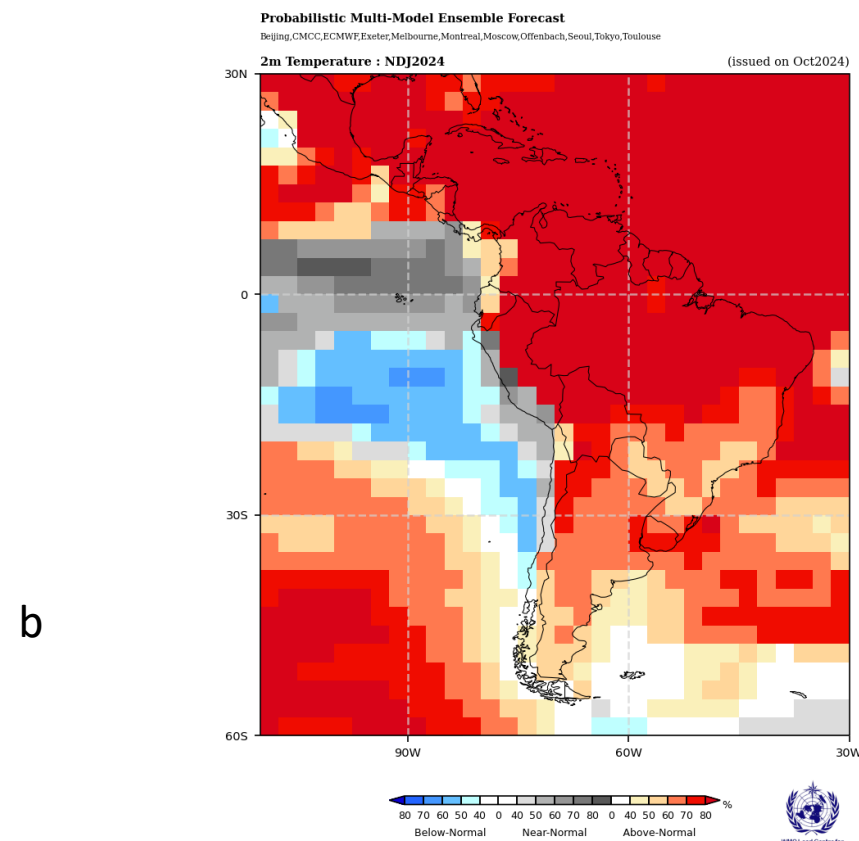 Probabilistic Multi-Model Ensemble Forecast
Beijing,CMCC,ECMWF,Exeter,Melbourne,Montreal,Moscow,Offenbach,Seoul,Tokyo,Toulouse
2m Temperature : NDJ2024 (issued on Oct2024)
30N
0
30S
60S
b
90W 60W 30W
80 70 60 50 40 0 40 50 60 70 80 0 40 50 60 70 80 %
Below-Normal Near-Normal Above-Normal